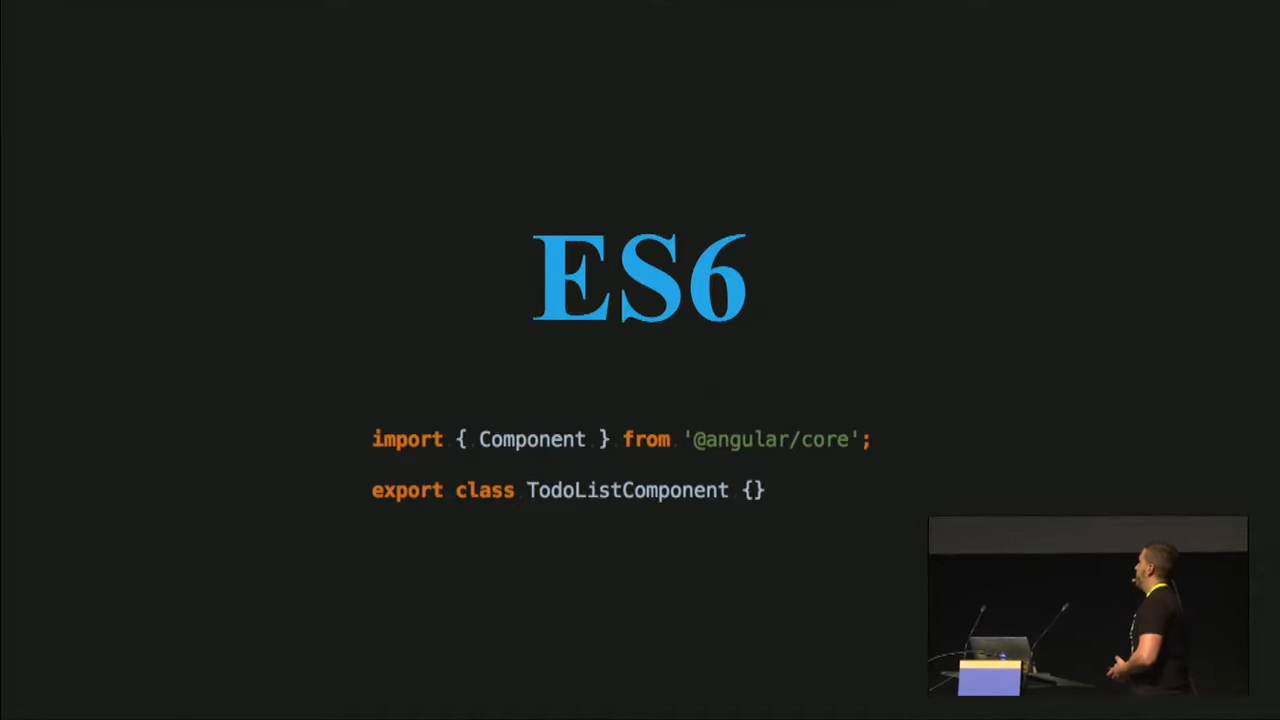 ES6
import { Component } from '@angular/core';
export class TodoListComponent {}